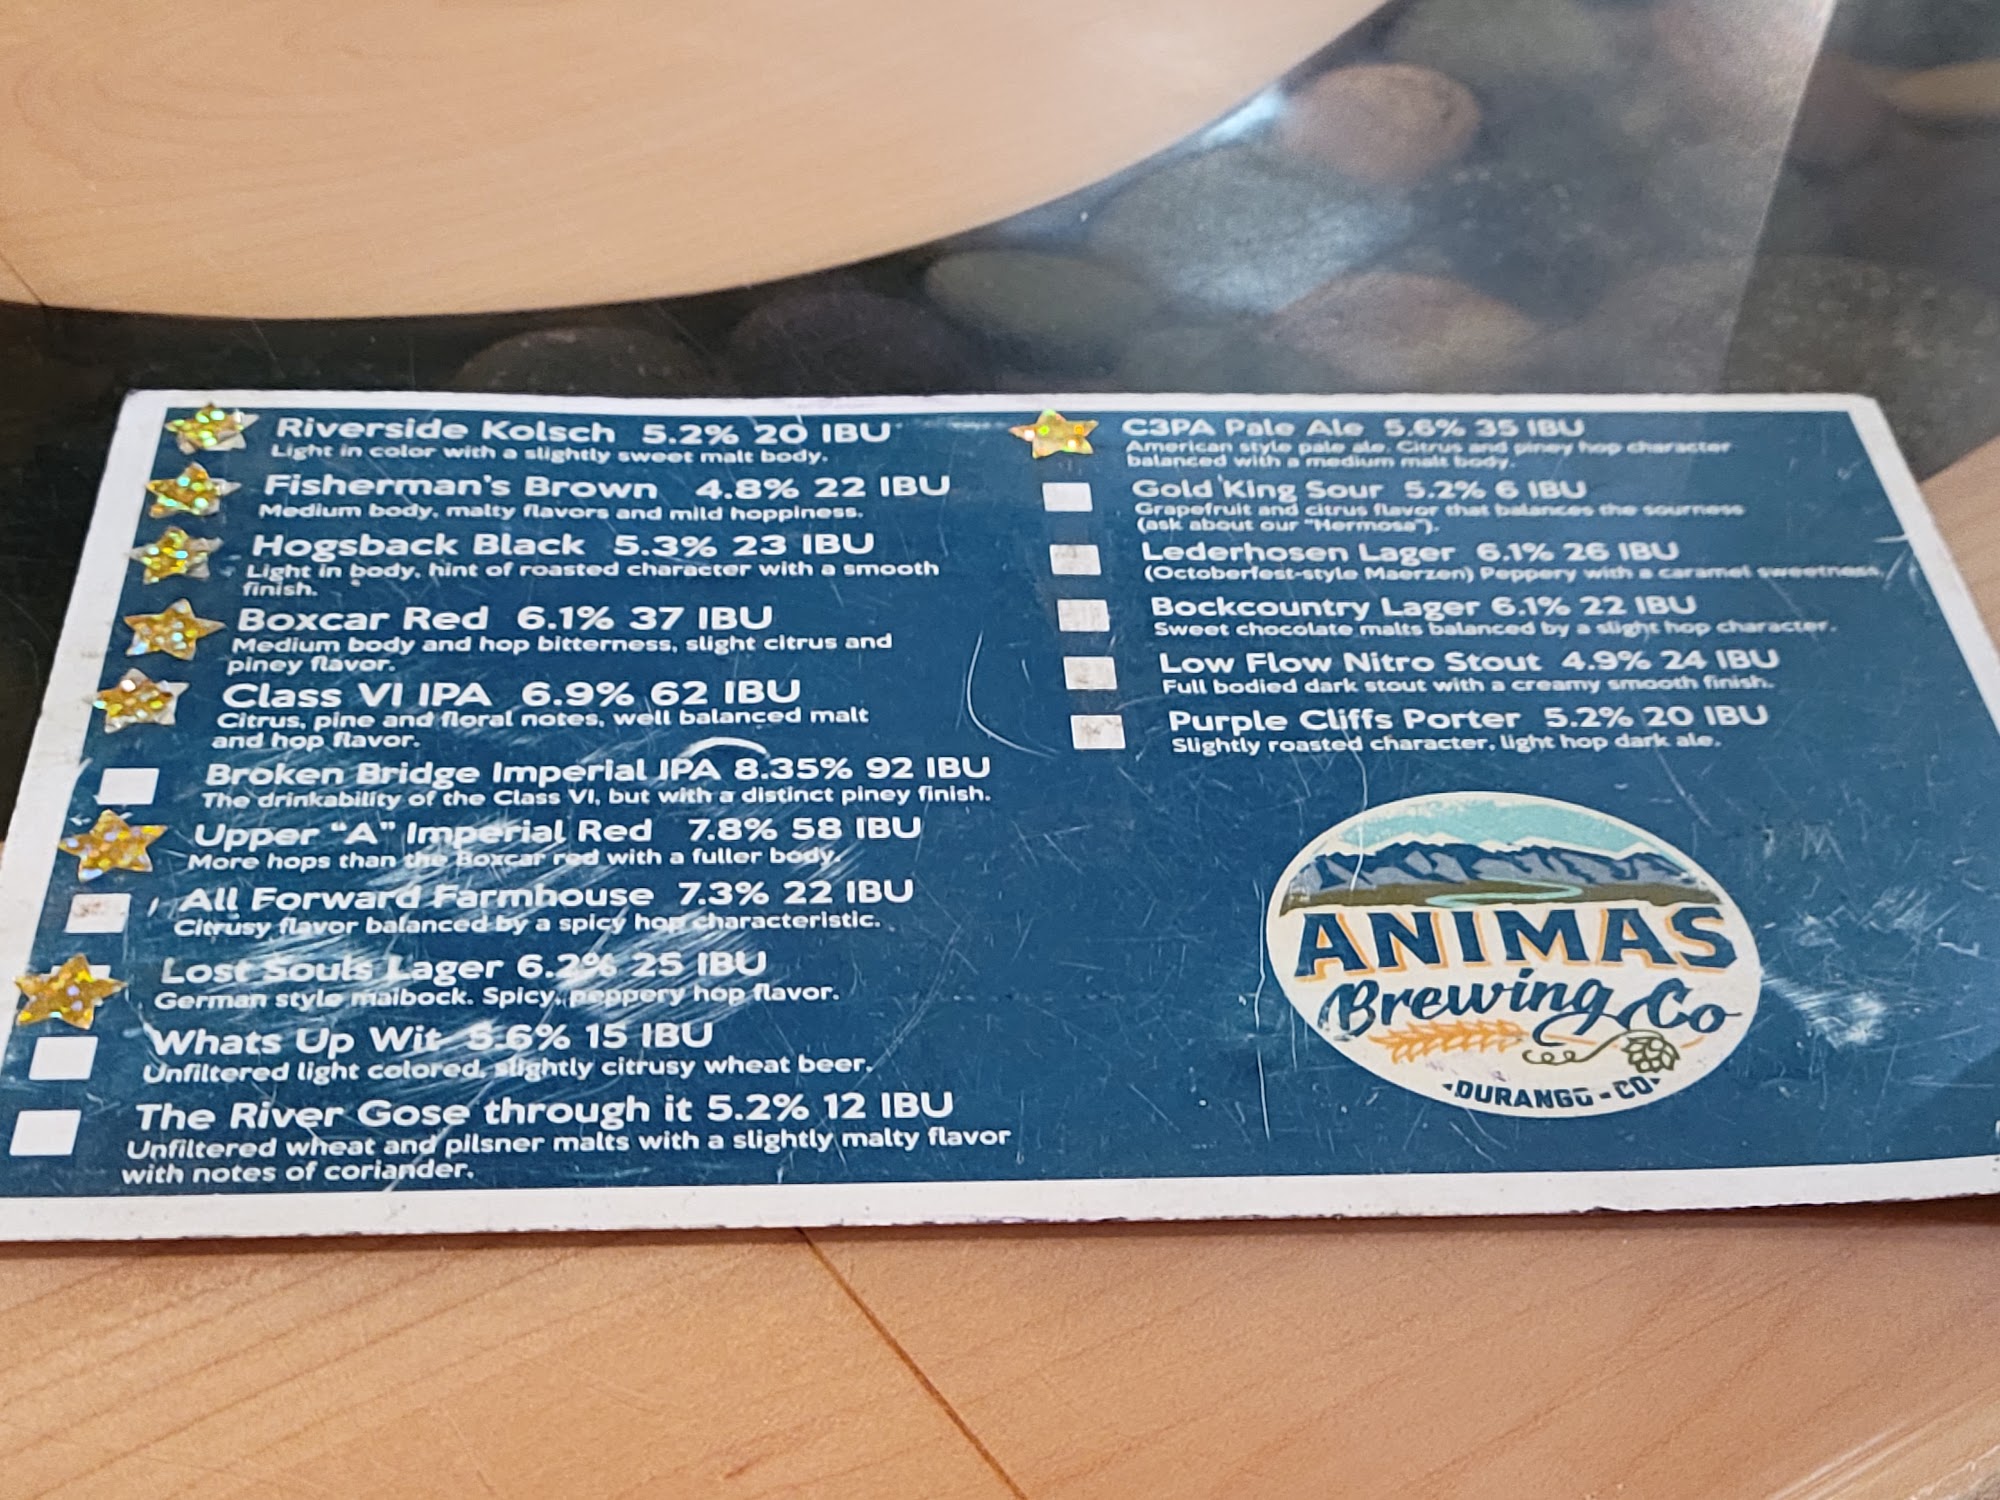 Riverside Kolsch 5.2% 20 IBU
Light in color with a slightly sweet malt body.
Fisherman's Brown 4.8% 22 IBU
Medium body, malty flavors and mild hoppiness.
Hogsback Black 5.3% 23 IBU
Light in body, hint of roasted character with a smooth
finish.
Boxcar Red 6.1% 37 IBU
Medium body and hop bitterness, slight citrus and
piney flavor.
Class VI IPA 6.9% 62 IBU
Citrus, pine and floral notes, well balanced malt
and hop flavor.
Broken Bridge Imperial IPA 8.35% 92 IBU
The drinkability of the Class VI, but with a distinct piney finish.
Upper "A" Imperial Red 7.8% 58 IBU
More hops than the Boxcar red with a fuller body.
All Forward Farmhouse 7.3% 22 IBU
Citrusy flavor balanced by a spicy hop characteristic.
Lost Souls Lager 6.2% 25 IBU
German style maibock. Spicy, peppery hop flavor.
Whats Up Wit 5.6% 15 IBU
Unfiltered light colored, slightly citrusy wheat beer.
The River Gose through it 5.2% 12 IBU
Unfiltered wheat and pilsner malts with a slightly malty flavor
with notes of coriander.
C3PA Pale Ale 5.6% 35 IBU
American style pale ale. Citrus and piney hop character
balanced with a medium malt body.
Gold King Sour 5.2% 6 IBU
Grapefruit and citrus flavor that balances the sourness
(ask about our "Hermosa").
Lederhosen Lager 6.1% 26 IBU
(Octoberfest-style Maerzen) Peppery with a caramel sweetness.
Bockcountry Lager 6.1% 22 IBU
Sweet chocolate malts balanced by a slight hop character.
Low Flow Nitro Stout 4.9% 24 IBU
Full bodied dark stout with a creamy smooth finish.
Purple Cliffs Porter 5.2% 20 IBU
Slightly roasted character, light hop dark ale.
ANIMAS
Brewing Co
•DURANGO - CO•